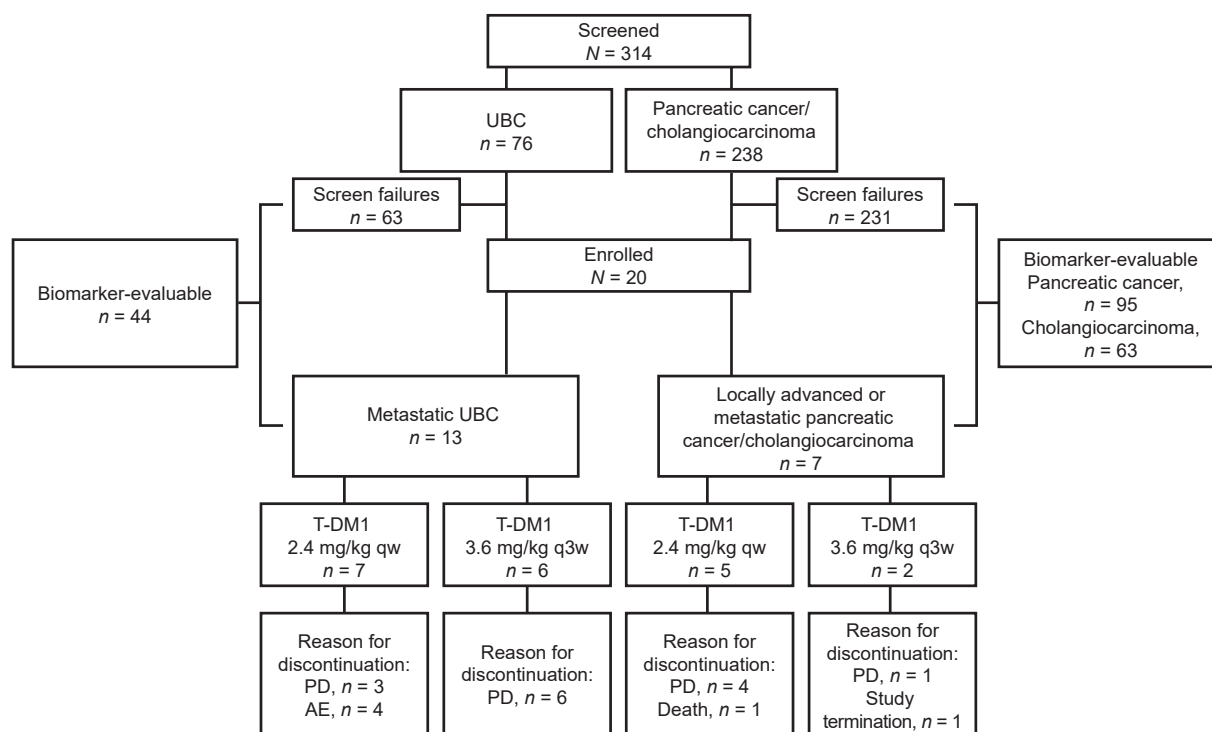 Screened
N = 314
UBC
n = 76
Pancreatic cancer/
cholangiocarcinoma
n = 238
Screen failures
n = 63
Screen failures
n = 231
Enrolled
N = 20
Biomarker-evaluable
n = 44
Biomarker-evaluable
Pancreatic cancer,
n = 95
Cholangiocarcinoma,
n = 63
Metastatic UBC
n = 13
Locally advanced or
metastatic pancreatic
cancer/cholangiocarcinoma
n = 7
T-DM1
2.4 mg/kg qw
n = 7
T-DM1
3.6 mg/kg q3w
n = 6
T-DM1
2.4 mg/kg qw
n = 5
T-DM1
3.6 mg/kg q3w
n = 2
Reason for
discontinuation:
PD, n = 3
AE, n = 4
Reason for
discontinuation:
PD, n = 6
Reason for
discontinuation:
PD, n = 4
Death, n = 1
Reason for
discontinuation:
PD, n = 1
Study
termination, n = 1